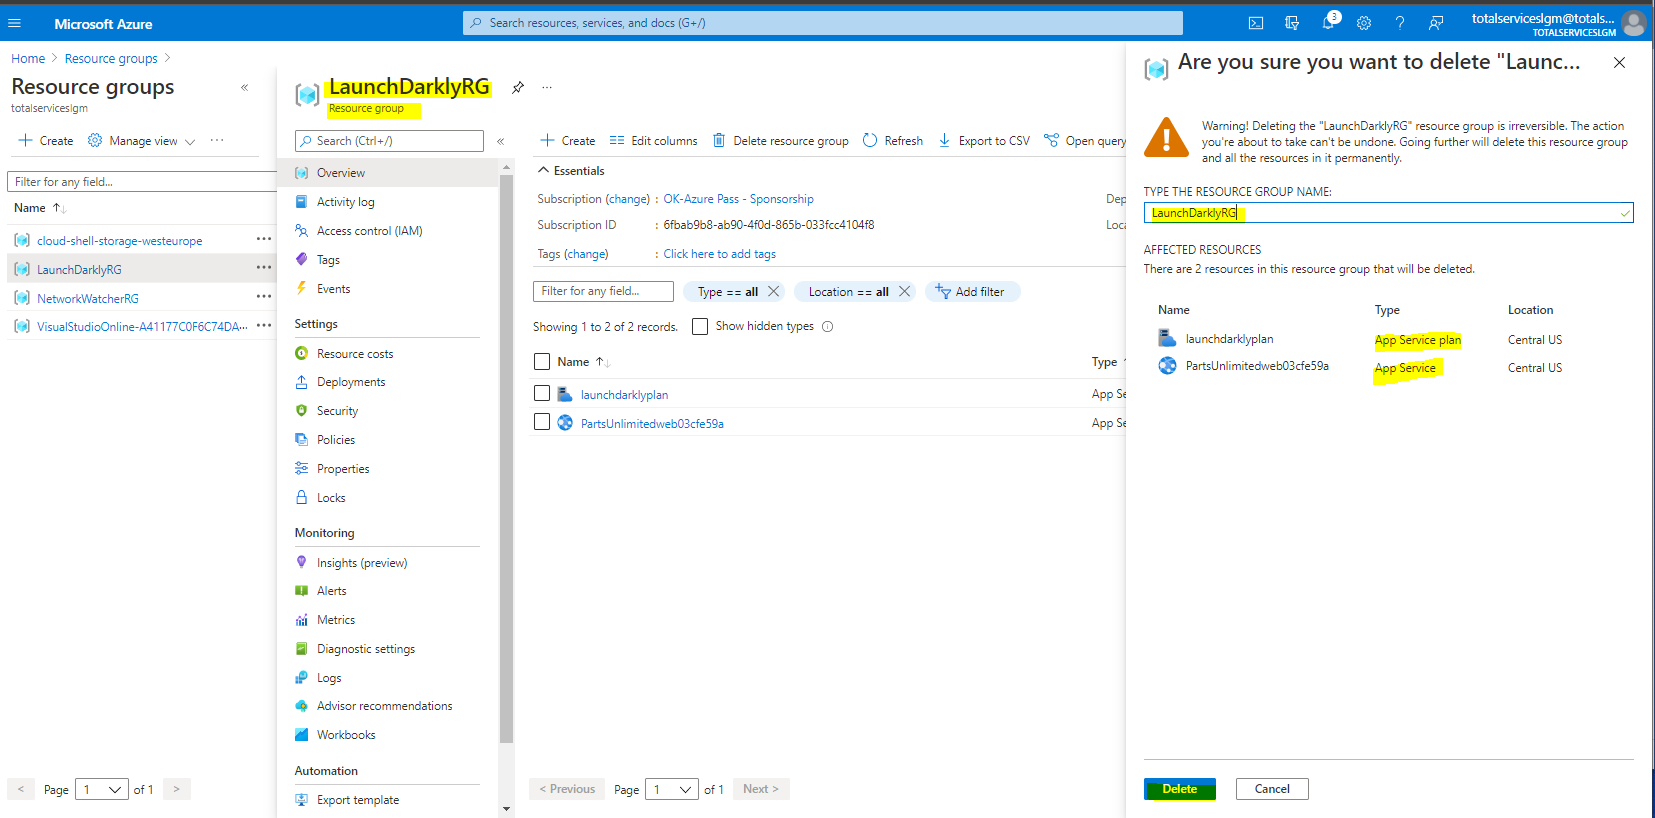 Microsoft Azure
Search resources, services, and docs (G+/)
3
totalserviceslgm@totals...
TOTALSERVICESLGM
Home > Resource groups >
Resource groups
totalserviceslgm
«
Create
Manage view
...
Filter for any field...
Name ↑↓
cloud-shell-storage-westeurope ...
LaunchDarklyRG ...
NetworkWatcherRG ...
VisualStudioOnline-A41177C0F6C74DA... ...
< Page 1 of 1 >
LaunchDarklyRG
...
Resource group
Search (Ctrl+/)
«
Overview
Activity log
Access control (IAM)
Tags
Events
Settings
Resource costs
Deployments
Security
Policies
Properties
Locks
Monitoring
Insights (preview)
Alerts
Metrics
Diagnostic settings
Logs
Advisor recommendations
Workbooks
Automation
Export template
Create
Edit columns
Delete resource group
Refresh
Export to CSV
Open query
Essentials
Subscription (change) : OK-Azure Pass - Sponsorship
Dep
Subscription ID : 6fbab9b8-ab90-4f0d-865b-033fcc4104f8
Loca
Tags (change) : Click here to add tags
Filter for any field...
Type == all
Location == all
Add filter
Showing 1 to 2 of 2 records.
Show hidden types
Name ↑↓
Type ↑
launchdarklyplan
App Se
PartsUnlimitedweb03cfe59a
App Se
< Previous Page 1 of 1 Next >
Are you sure you want to delete "Launc...
Warning! Deleting the "LaunchDarklyRG" resource group is irreversible. The action
you're about to take can't be undone. Going further will delete this resource group
and all the resources in it permanently.
TYPE THE RESOURCE GROUP NAME:
LaunchDarklyRG
AFFECTED RESOURCES
There are 2 resources in this resource group that will be deleted.
Name Type Location
launchdarklyplan App Service plan Central US
PartsUnlimitedweb03cfe59a App Service Central US
Delete
Cancel